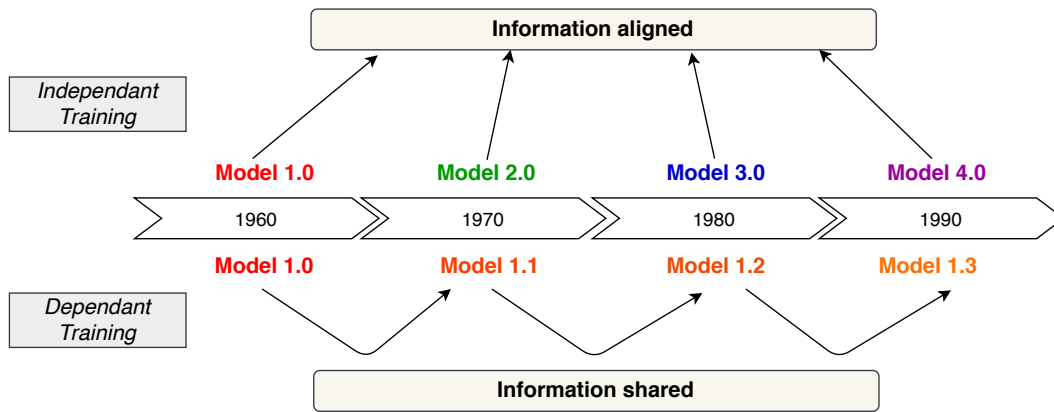 Information aligned
Independant
Training
Model 1.0 Model 2.0 Model 3.0 Model 4.0
1960 1970 1980 1990
Model 1.0 Model 1.1 Model 1.2 Model 1.3
Dependant
Training
Information shared